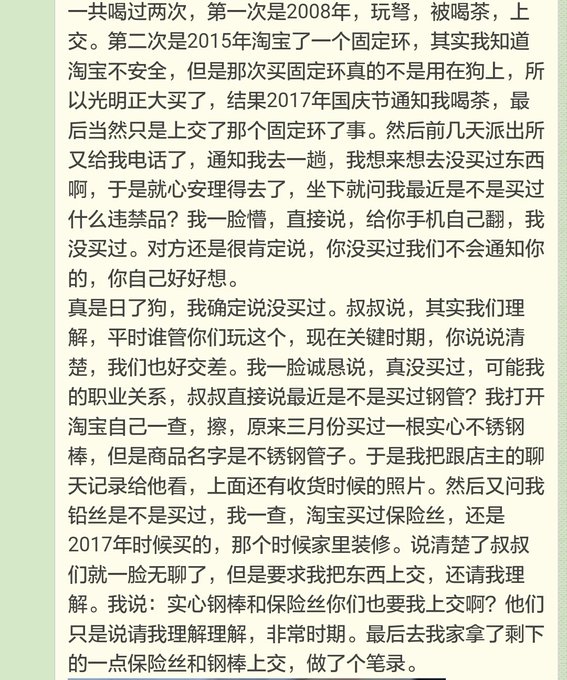 一共喝过两次，第一次是2008年，玩弩，被喝茶，上
交。第二次是2015年淘宝了一个固定环，其实我知道
淘宝不安全，但是那次买固定环真的不是用在狗上，所
以光明正大买了，结果2017年国庆节通知我喝茶，最
后当然只是上交了那个固定环了事。然后前几天派出所
又给我电话了，通知我去一趟，我想来想去没买过东西
啊，于是就心安理得去了，坐下就问我最近是不是买过
什么违禁品？我一脸懵，直接说，给你手机自己翻，我
没买过。对方还是很肯定说，你没买过我们不会通知你
的，你自己好好想。
真是日了狗，我确定说没买过。叔叔说，其实我们理
解，平时谁管你们玩这个，现在关键时期，你说说清
楚，我们也好交差。我一脸诚恳说，真没买过，可能我
的职业关系，叔叔直接说最近是不是买过钢管？我打开
淘宝自己一查，擦，原来三月份买过一根实心不锈钢
棒，但是商品名字是不锈钢管子。于是我把跟店主的聊
天记录给他看，上面还有收货时候的照片。然后又问我
铅丝是不是买过，我一查，淘宝买过保险丝，还是
2017年时候买的，那个时候家里装修。说清楚了叔叔
们就一脸无聊了，但是要求我把东西上交，还请我理
解。我说：实心钢棒和保险丝你们也要我上交啊？他们
只是说请我理解理解，非常时期。最后去我家拿了剩下
的一点保险丝和钢棒上交，做了个笔录。